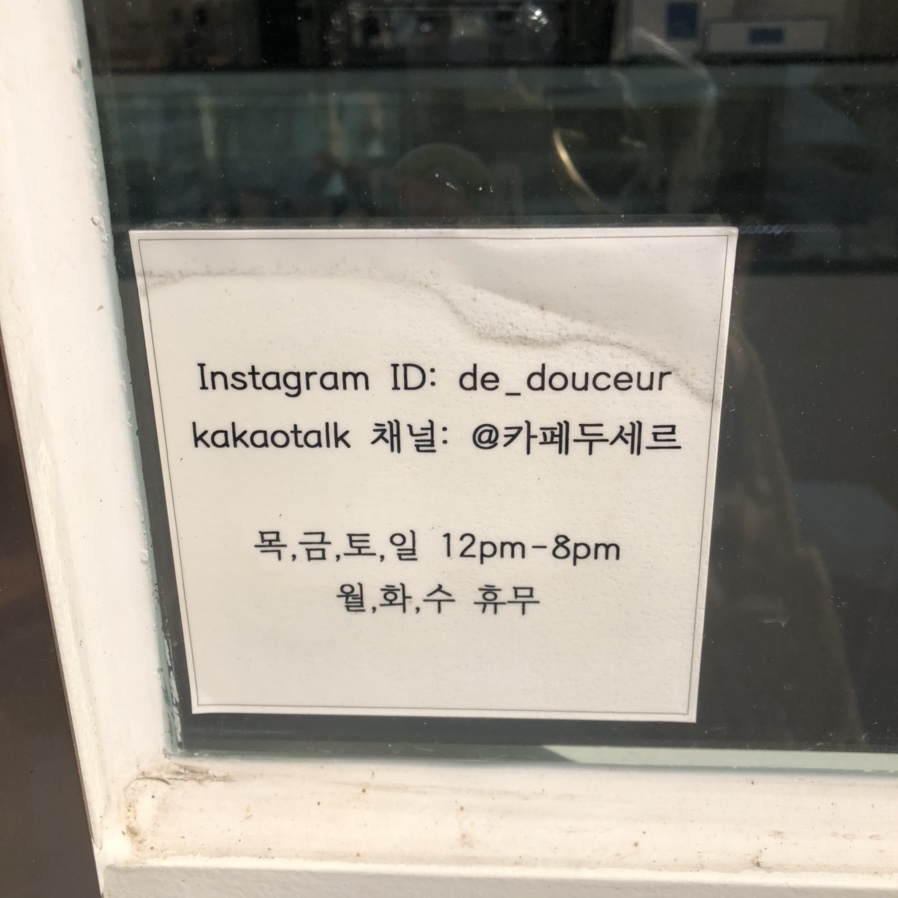 Instagram ID: de_douceur
kakaotalk 채널: @카페두세르
목,금,토,일 12pm-8pm
월,화,수 휴무